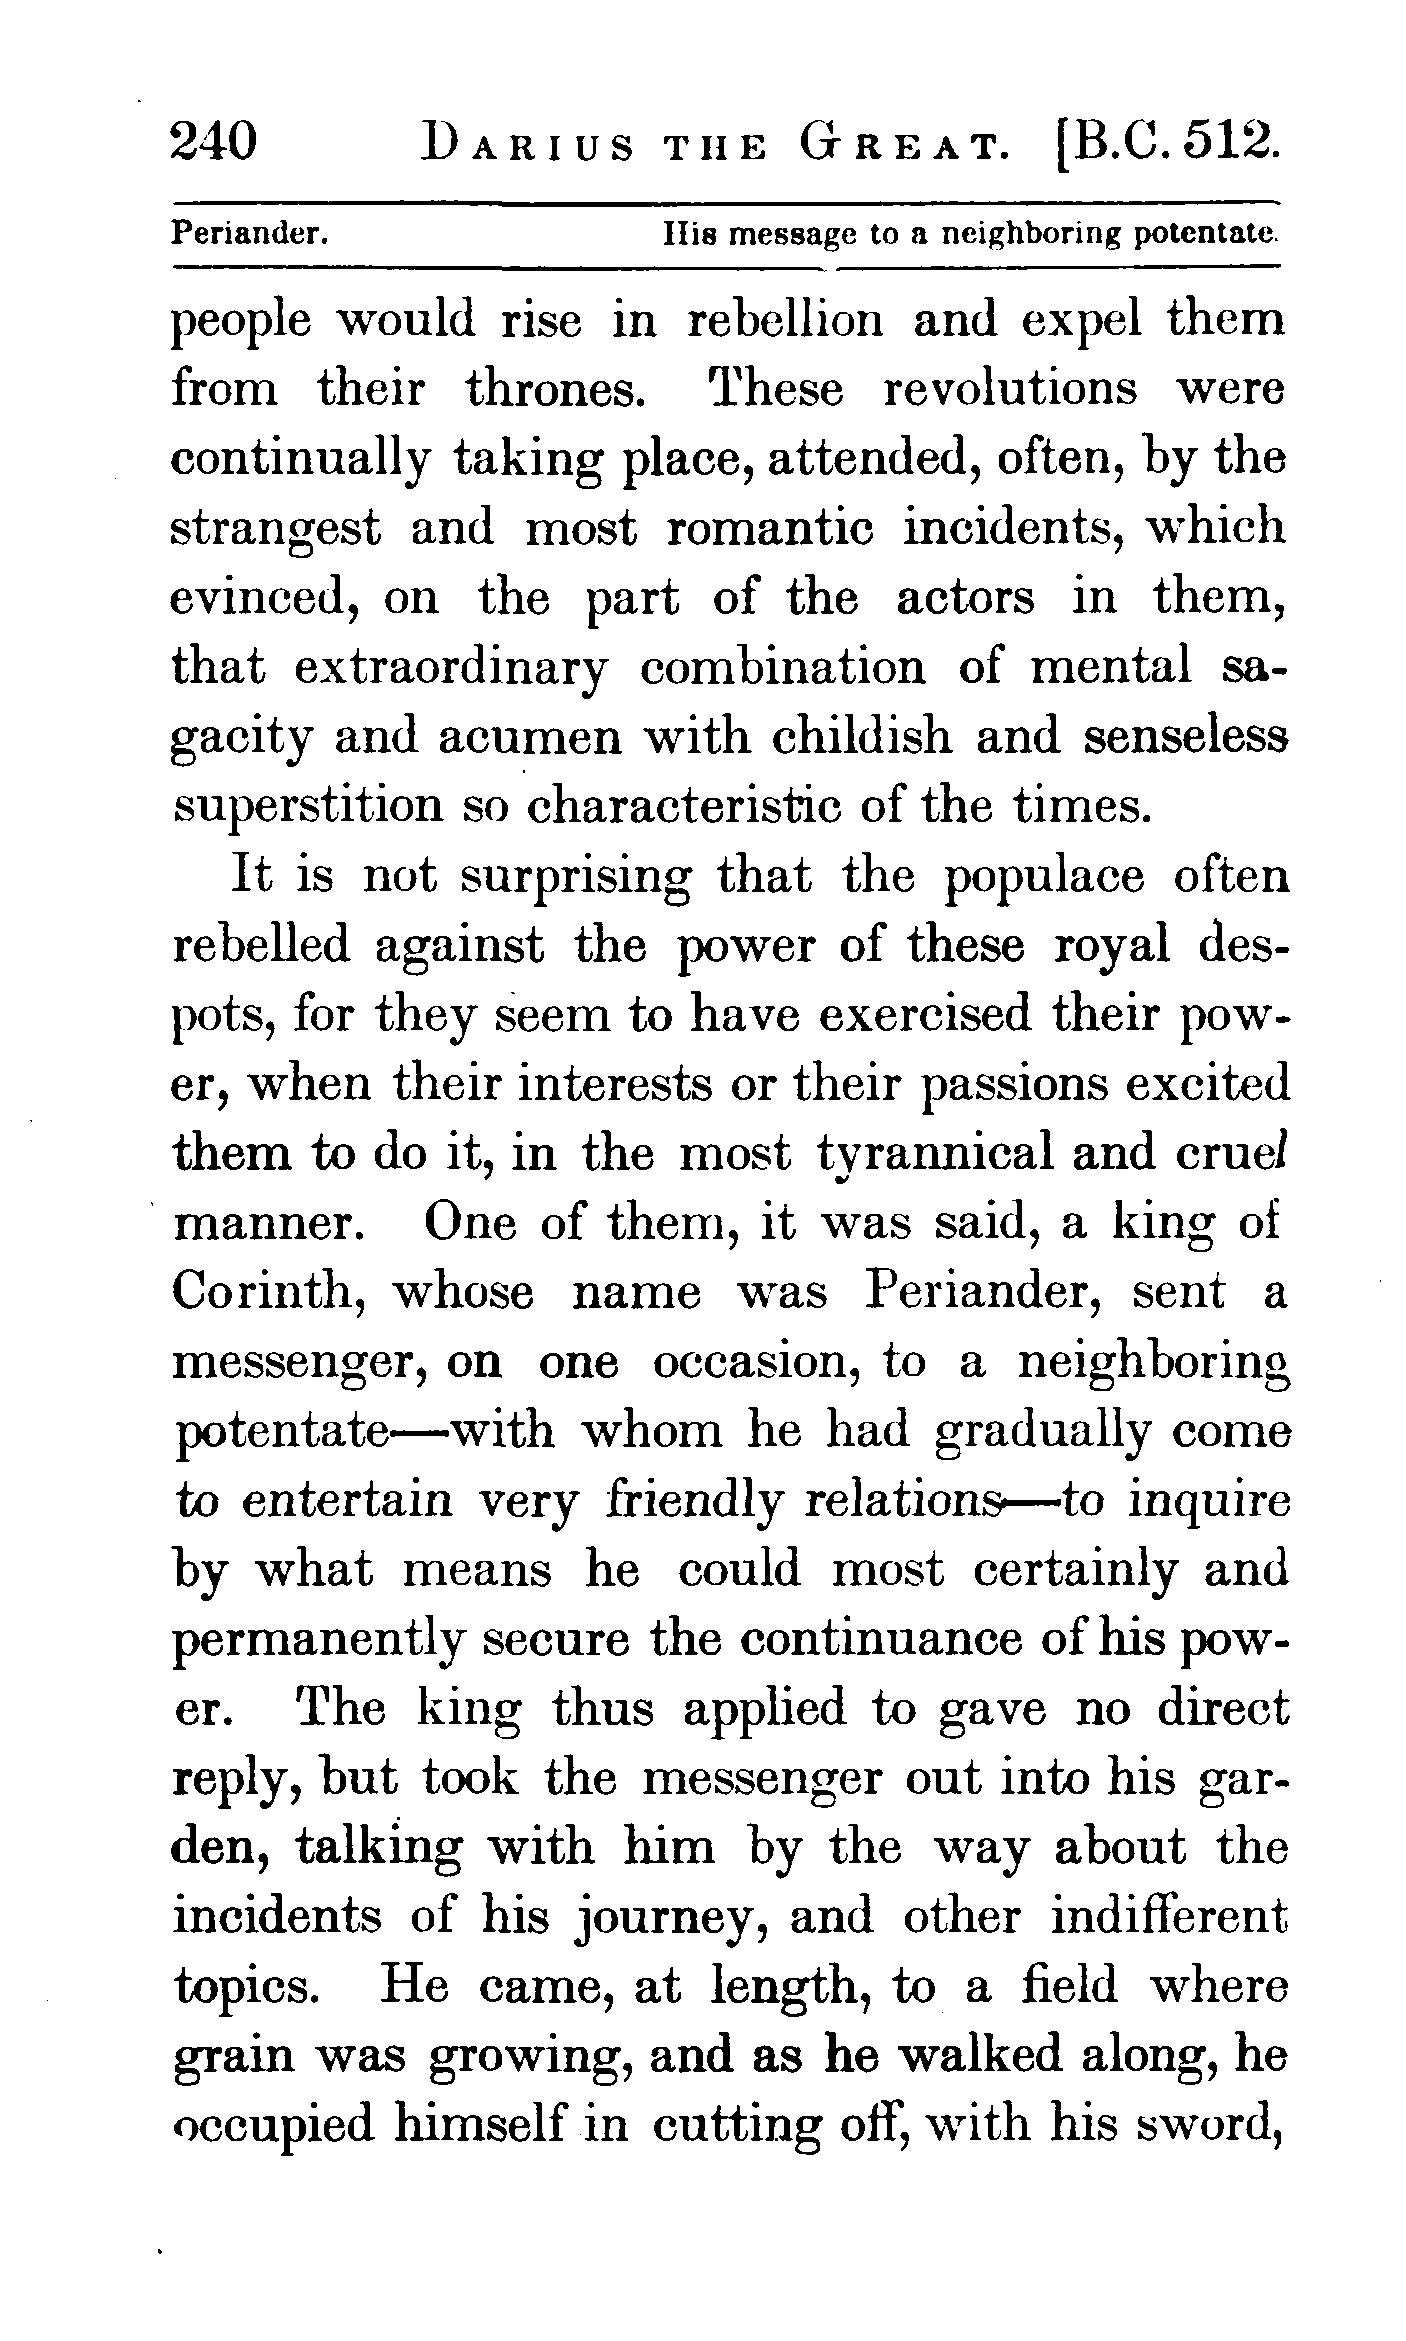 240 DARIUS THE GREAT. [B.C. 512.
Periander. His message to a neighboring potentate.
people would rise in rebellion and expel them
from their thrones. These revolutions were
continually taking place, attended, often, by the
strangest and most romantic incidents, which
evinced, on the part of the actors in them,
that extraordinary combination of mental sa-
gacity and acumen with childish and senseless
superstition so characteristic of the times.
It is not surprising that the populace often
rebelled against the power of these royal des-
pots, for they seem to have exercised their pow-
er, when their interests or their passions excited
them to do it, in the most tyrannical and cruel
manner. One of them, it was said, a king of
Corinth, whose name was Periander, sent a
messenger, on one occasion, to a neighboring
potentate—with whom he had gradually come
to entertain very friendly relations—to inquire
by what means he could most certainly and
permanently secure the continuance of his pow-
er. The king thus applied to gave no direct
reply, but took the messenger out into his gar-
den, talking with him by the way about the
incidents of his journey, and other indifferent
topics. He came, at length, to a field where
grain was growing, and as he walked along, he
occupied himself in cutting off, with his sword,